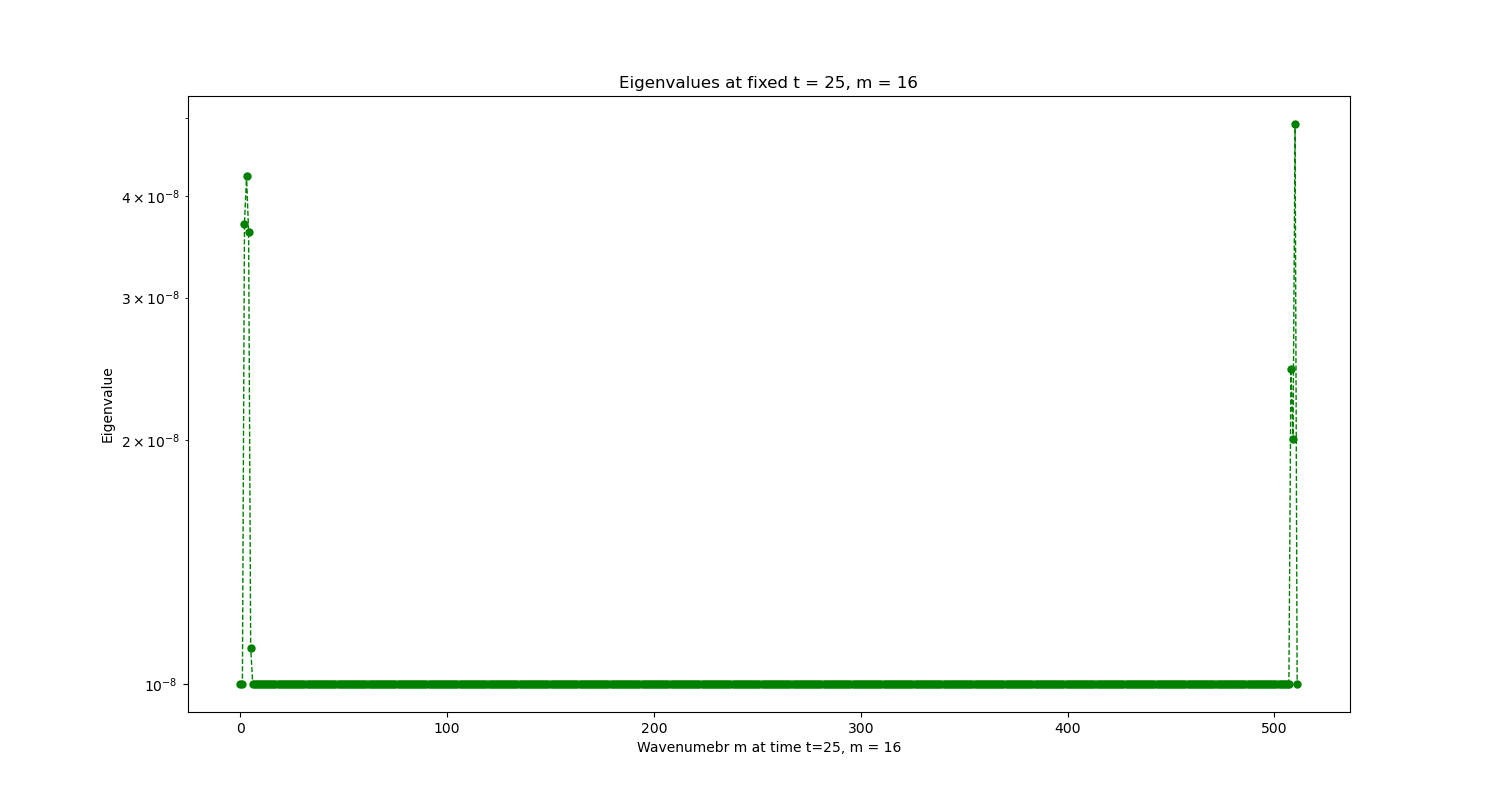 Eigenvalues at fixed t = 25, m = 16
4 × 10⁻⁸
3 × 10⁻⁸
2 × 10⁻⁸
10⁻⁸
Eigenvalue
0 100 200 300 400 500
Wavenumebr m at time t=25, m = 16